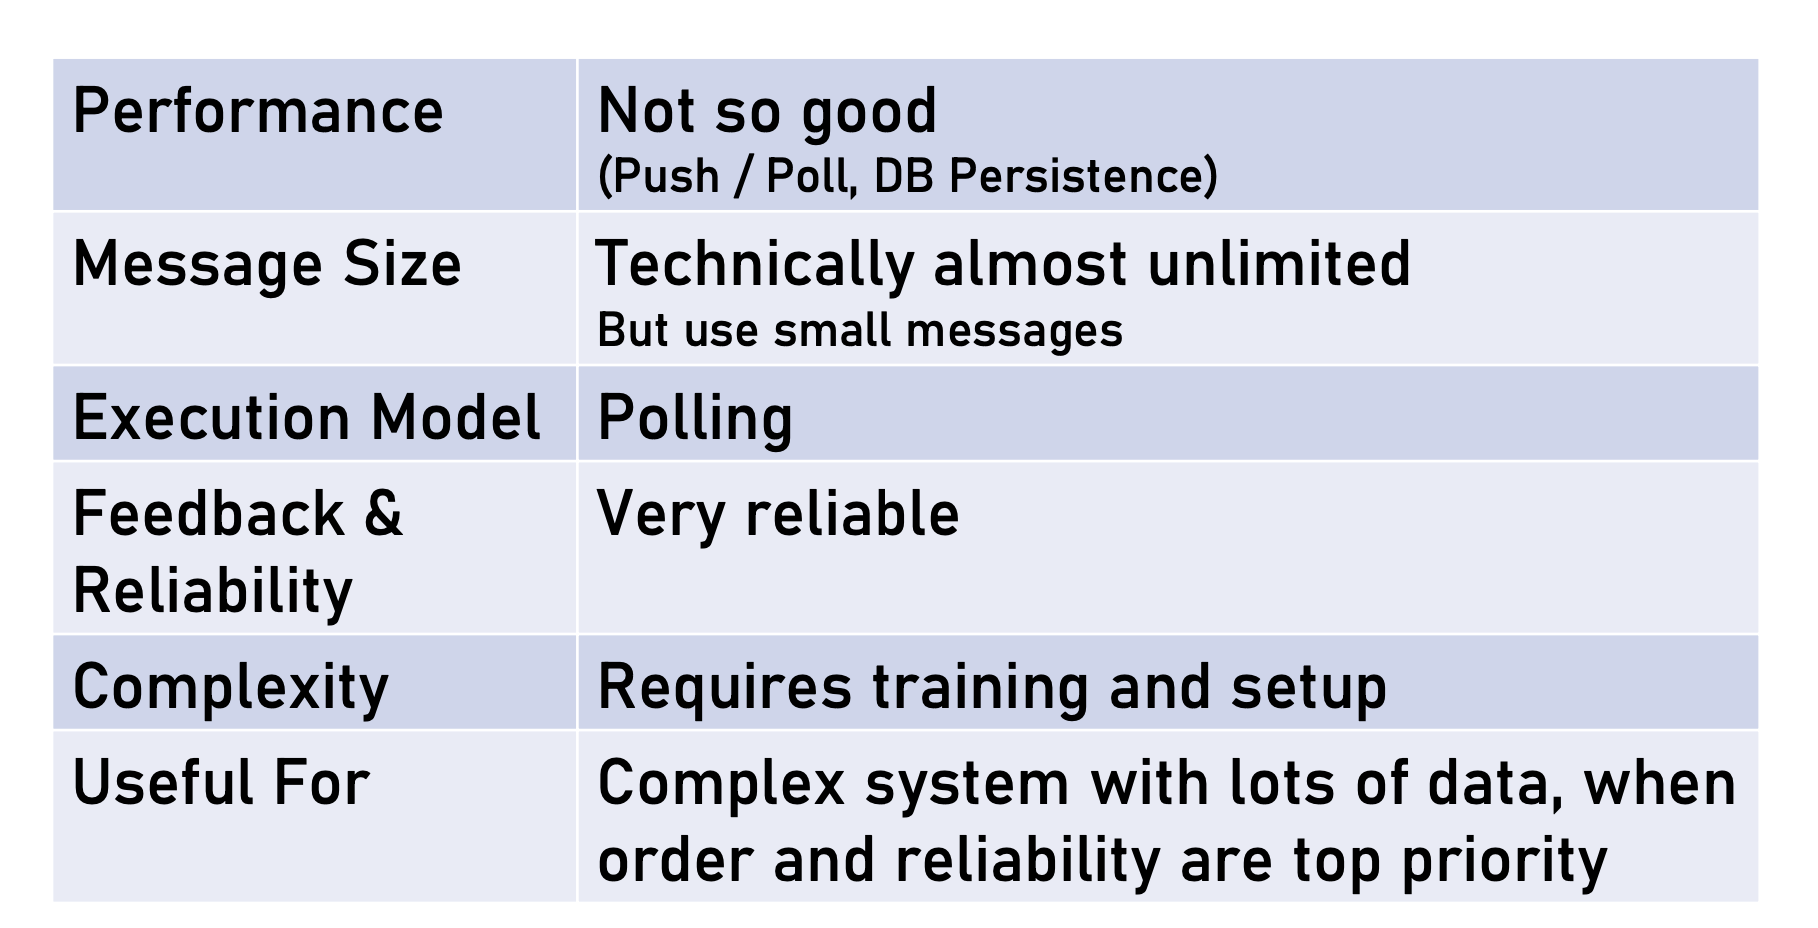 Performance
Not so good
(Push / Poll, DB Persistence)
Message Size
Technically almost unlimited
But use small messages
Execution Model
Polling
Feedback &
Reliability
Very reliable
Complexity
Requires training and setup
Useful For
Complex system with lots of data, when
order and reliability are top priority